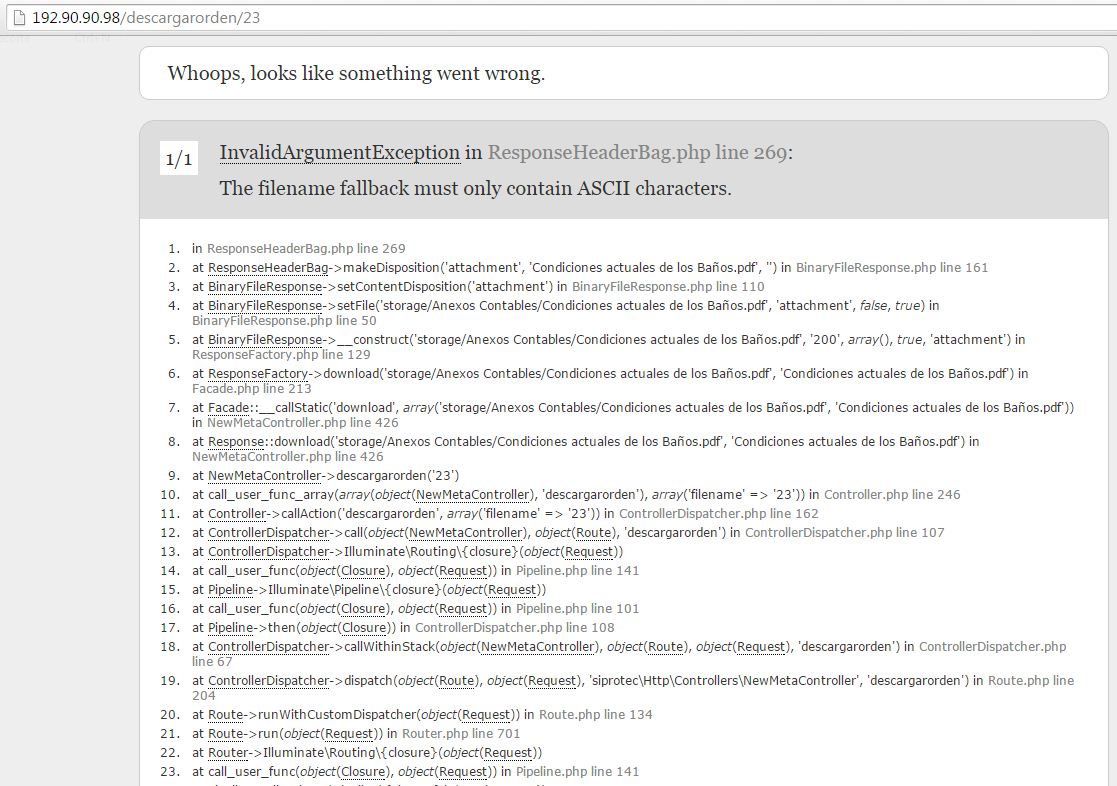 192.90.90.98/descargarorden/23
Whoops, looks like something went wrong.
1/1
InvalidArgumentException in ResponseHeaderBag.php line 269:
The filename fallback must only contain ASCII characters.
1. in ResponseHeaderBag.php line 269
2. at ResponseHeaderBag->makeDisposition('attachment', 'Condiciones actuales de los Baños.pdf', '') in BinaryFileResponse.php line 161
3. at BinaryFileResponse->setContentDisposition('attachment') in BinaryFileResponse.php line 110
4. at BinaryFileResponse->setFile('storage/Anexos Contables/Condiciones actuales de los Baños.pdf', 'attachment', false, true) in
BinaryFileResponse.php line 50
5. at BinaryFileResponse->__construct('storage/Anexos Contables/Condiciones actuales de los Baños.pdf', '200', array(), true, 'attachment') in
ResponseFactory.php line 129
6. at ResponseFactory->download('storage/Anexos Contables/Condiciones actuales de los Baños.pdf', 'Condiciones actuales de los Baños.pdf') in
Facade.php line 213
7. at Facade::__callStatic('download', array('storage/Anexos Contables/Condiciones actuales de los Baños.pdf', 'Condiciones actuales de los Baños.pdf'))
in NewMetaController.php line 426
8. at Response::download('storage/Anexos Contables/Condiciones actuales de los Baños.pdf', 'Condiciones actuales de los Baños.pdf') in
NewMetaController.php line 426
9. at NewMetaController->descargarorden('23')
10. at call_user_func_array(array(object(NewMetaController), 'descargarorden'), array('filename' => '23')) in Controller.php line 246
11. at Controller->callAction('descargarorden', array('filename' => '23')) in ControllerDispatcher.php line 162
12. at ControllerDispatcher->call(object(NewMetaController), object(Route), 'descargarorden') in ControllerDispatcher.php line 107
13. at ControllerDispatcher->Illuminate\Routing\{closure}(object(Request))
14. at call_user_func(object(Closure), object(Request)) in Pipeline.php line 141
15. at Pipeline->Illuminate\Pipeline\{closure}(object(Request))
16. at call_user_func(object(Closure), object(Request)) in Pipeline.php line 101
17. at Pipeline->then(object(Closure)) in ControllerDispatcher.php line 108
18. at ControllerDispatcher->callWithinStack(object(NewMetaController), object(Route), object(Request), 'descargarorden') in ControllerDispatcher.php
line 67
19. at ControllerDispatcher->dispatch(object(Route), object(Request), 'siprotec\Http\Controllers\NewMetaController', 'descargarorden') in Route.php line
204
20. at Route->runWithCustomDispatcher(object(Request)) in Route.php line 134
21. at Route->run(object(Request)) in Router.php line 701
22. at Router->Illuminate\Routing\{closure}(object(Request))
23. at call_user_func(object(Closure), object(Request)) in Pipeline.php line 141